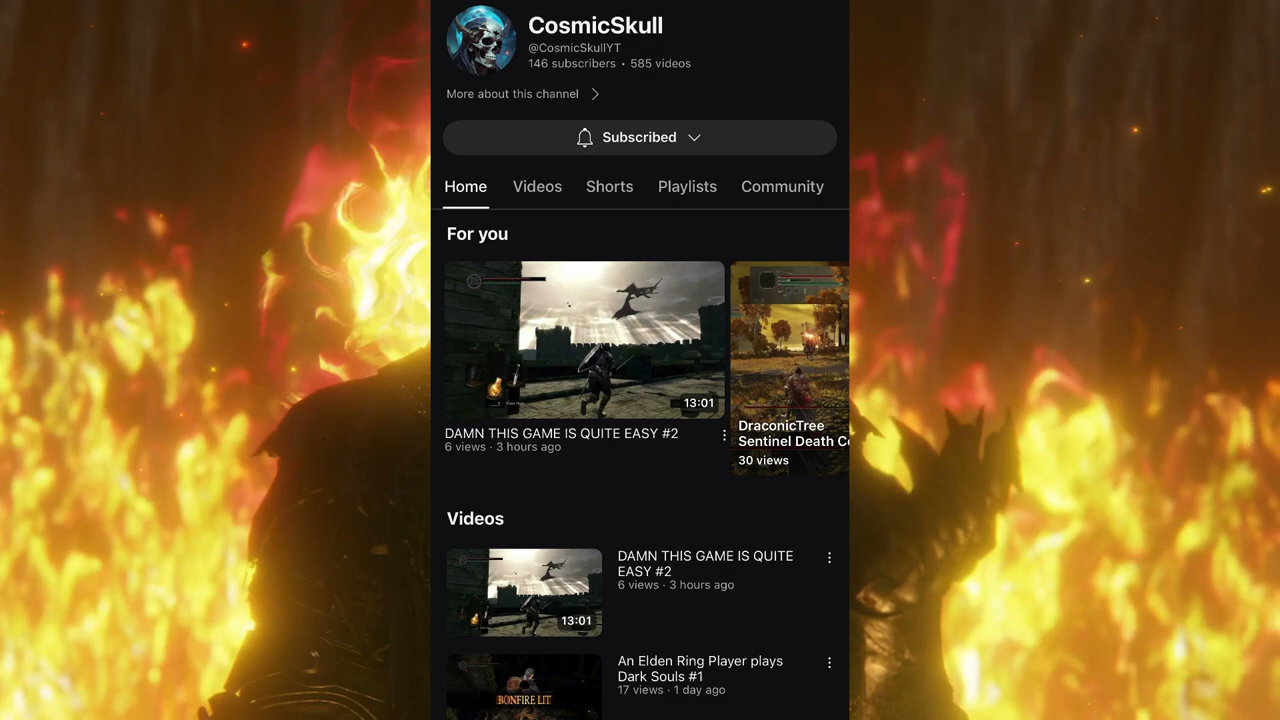 CosmicSkull
@CosmicSkullYT
146 subscribers • 585 videos
More about this channel
Subscribed
Home Videos Shorts Playlists Community
For you
13:01
DAMN THIS GAME IS QUITE EASY #2
6 views · 3 hours ago
DraconicTree
Sentinel Death C
30 views
Videos
13:01
DAMN THIS GAME IS QUITE
EASY #2
6 views · 3 hours ago
BONFIRE LIT
An Elden Ring Player plays
Dark Souls #1
17 views · 1 day ago